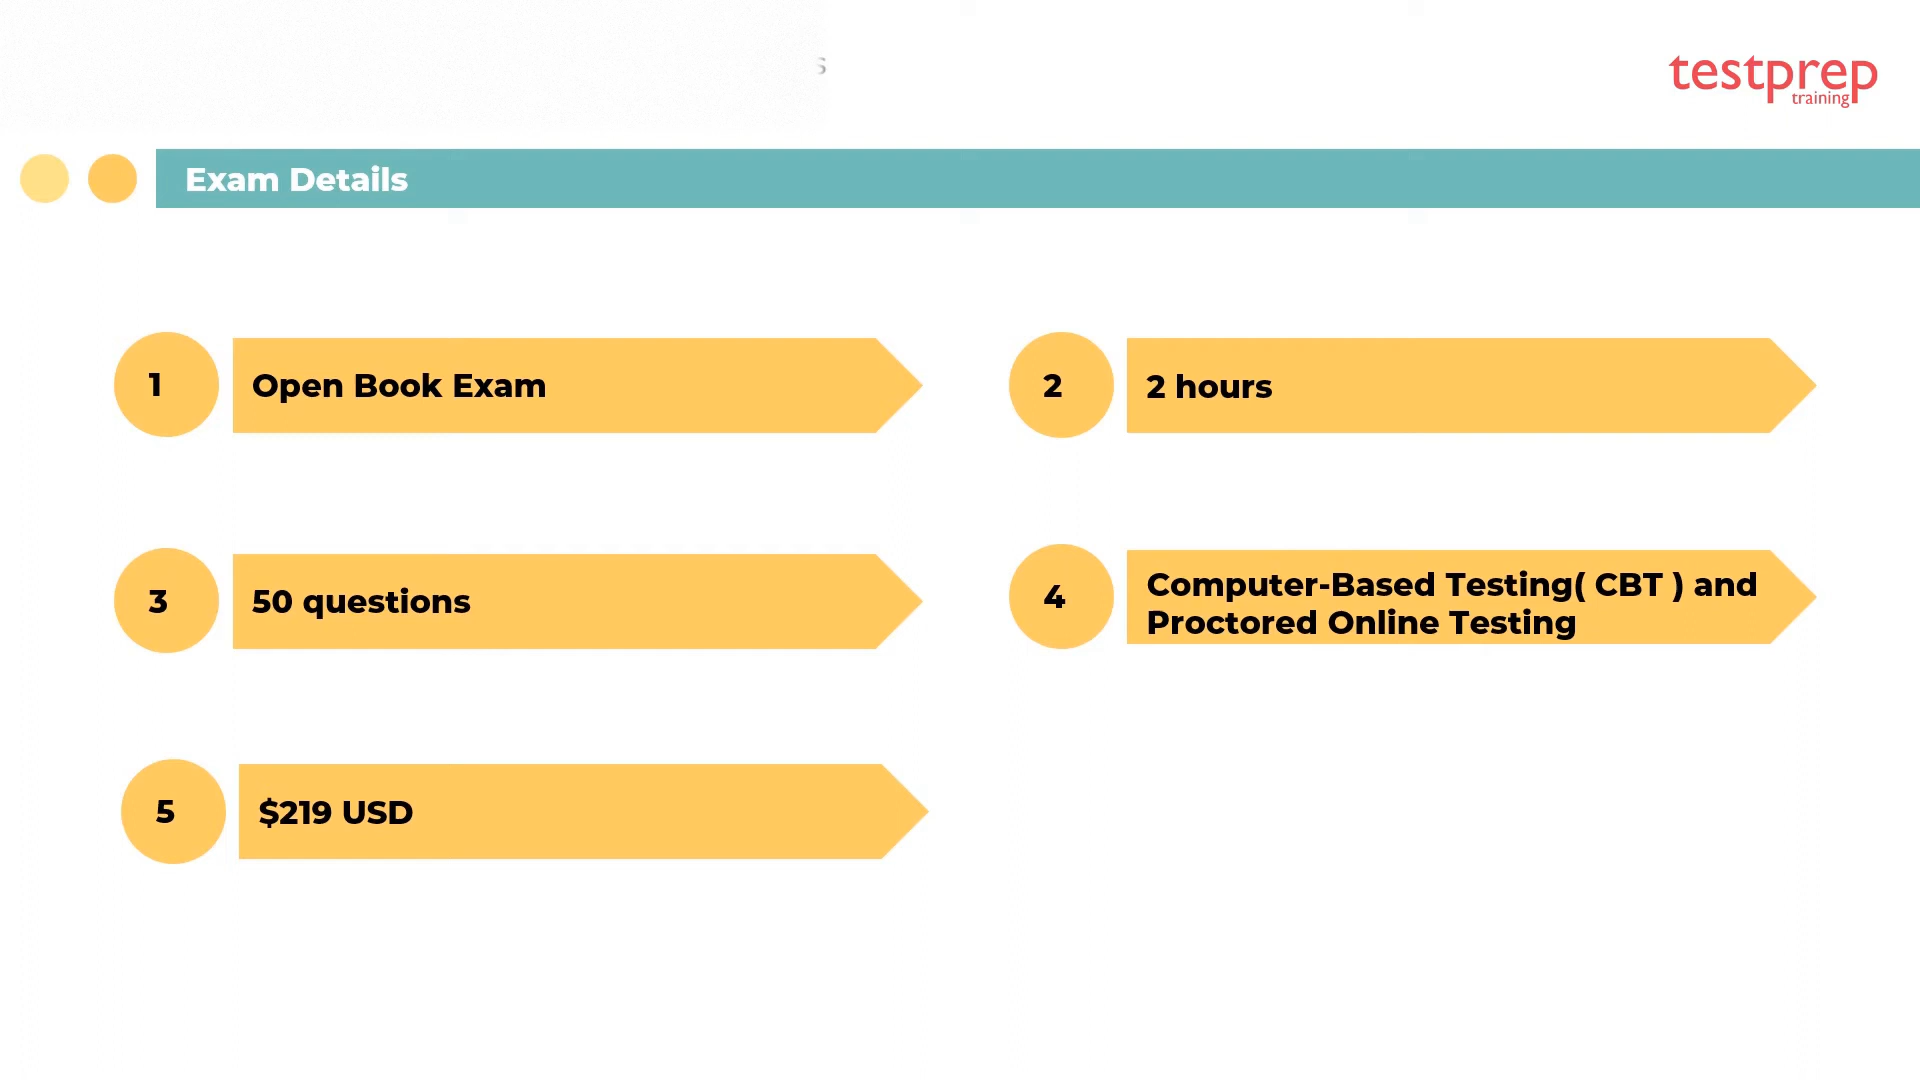 testprep
training
Exam Details
1
Open Book Exam
2
2 hours
3
50 questions
4
Computer-Based Testing( CBT ) and
Proctored Online Testing
5
$219 USD